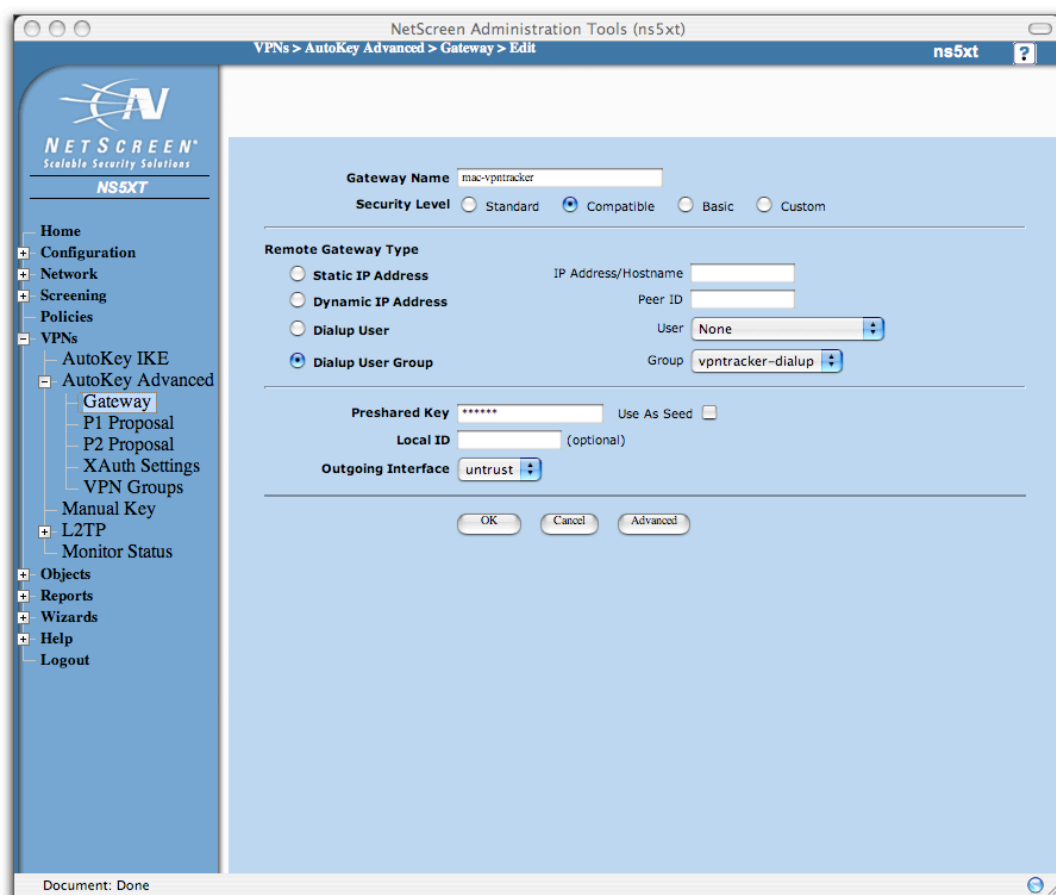 NetScreen Administration Tools (ns5xt)
VPNs > AutoKey Advanced > Gateway > Edit
ns5xt
?
N
NETSCREEN®
Scalable Security Solutions
NS5XT
Home
Configuration
Network
Screening
Policies
VPNs
AutoKey IKE
AutoKey Advanced
Gateway
P1 Proposal
P2 Proposal
XAuth Settings
VPN Groups
Manual Key
L2TP
Monitor Status
Objects
Reports
Wizards
Help
Logout
Gateway Name mac-vpntracker
Security Level Standard Compatible Basic Custom
Remote Gateway Type
Static IP Address IP Address/Hostname
Dynamic IP Address Peer ID
Dialup User User None
Dialup User Group Group vpntracker-dialup
Preshared Key ****** Use As Seed
Local ID (optional)
Outgoing Interface untrust
OK Cancel Advanced
Document: Done